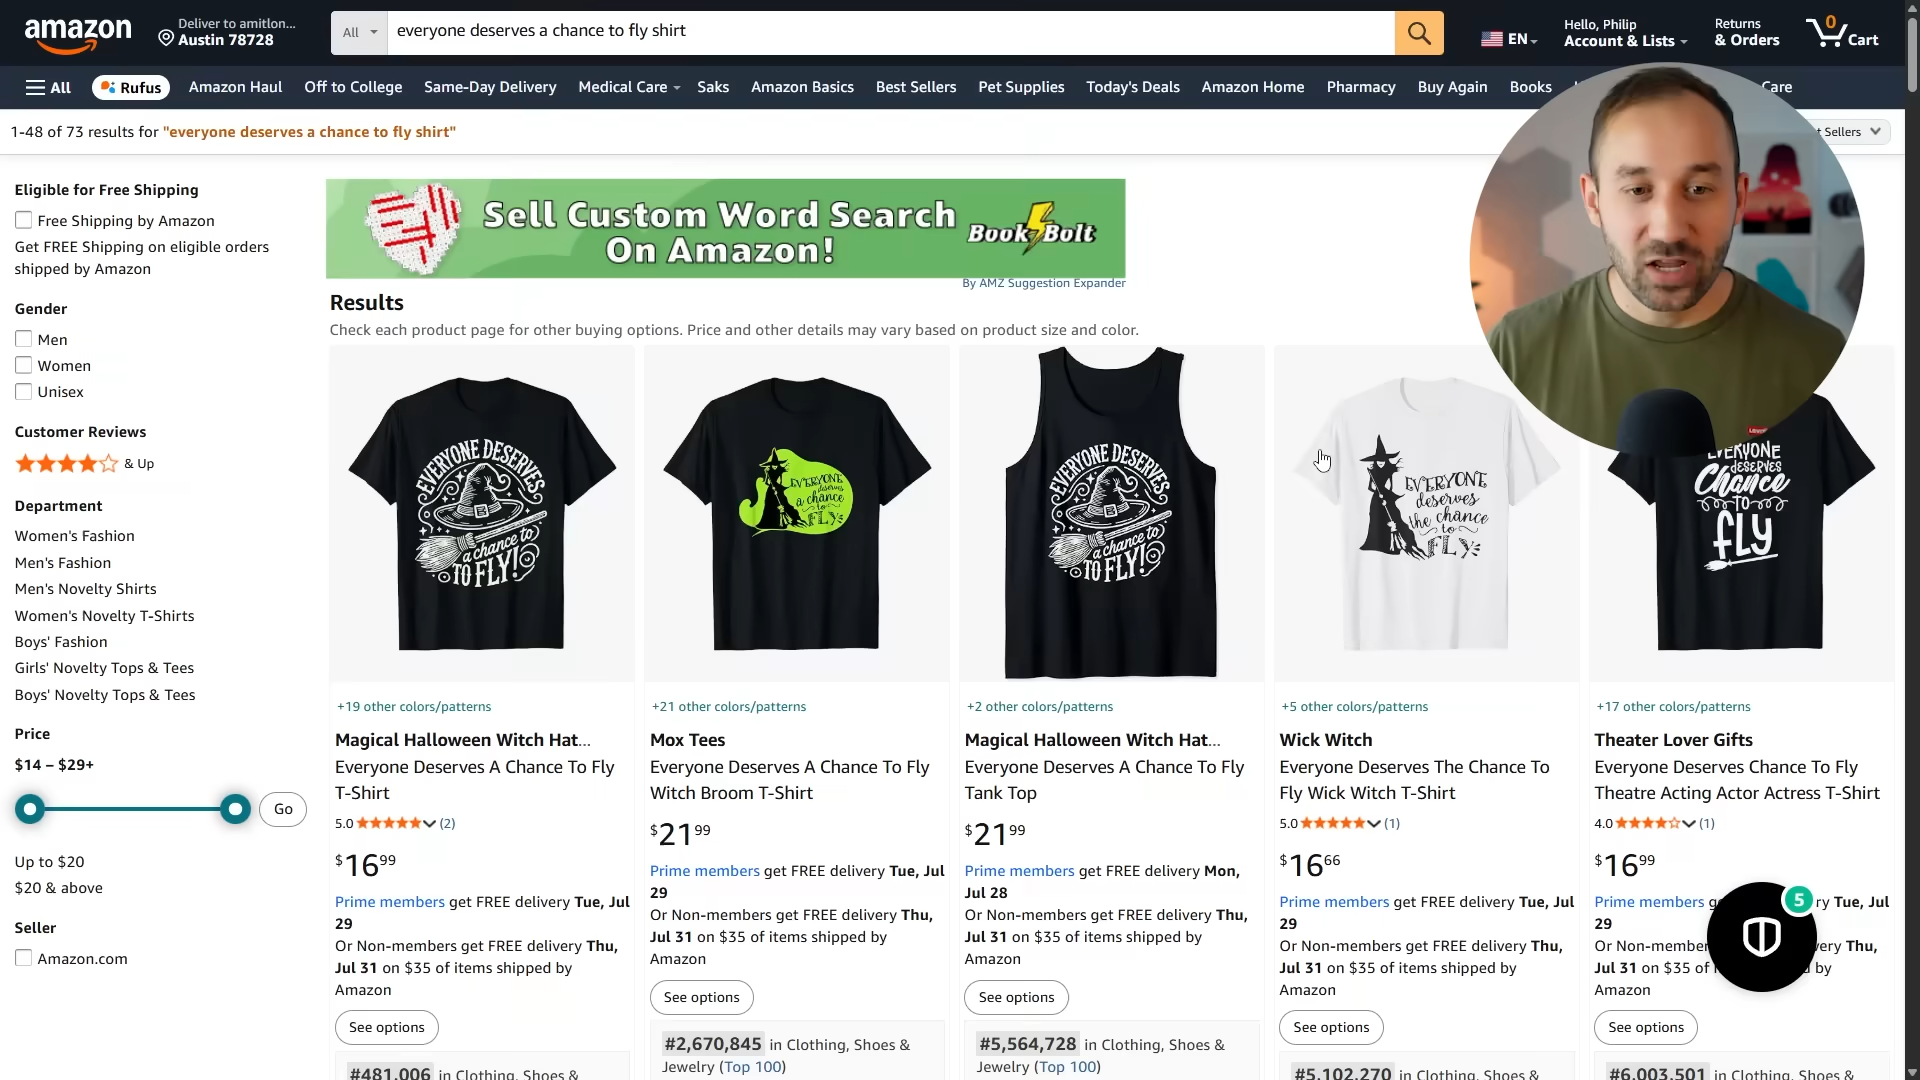 amazon
Deliver to amitlon...
Austin 78728
All
everyone deserves a chance to fly shirt
EN
Hello, Philip
Account & Lists
Returns
& Orders
0
Cart
All
Rufus
Amazon Haul
Off to College
Same-Day Delivery
Medical Care
Saks
Amazon Basics
Best Sellers
Pet Supplies
Today's Deals
Amazon Home
Pharmacy
Buy Again
Books
Care
1-48 of 73 results for "everyone deserves a chance to fly shirt"
Sellers
Eligible for Free Shipping
Free Shipping by Amazon
Get FREE Shipping on eligible orders
shipped by Amazon
Gender
Men
Women
Unisex
Customer Reviews
& Up
Department
Women's Fashion
Men's Fashion
Men's Novelty Shirts
Women's Novelty T-Shirts
Boys' Fashion
Girls' Novelty Tops & Tees
Boys' Novelty Tops & Tees
Price
$14 – $29+
Go
Up to $20
$20 & above
Seller
Amazon.com
Sell Custom Word Search
On Amazon!
Book Bolt
By AMZ Suggestion Expander
Results
Check each product page for other buying options. Price and other details may vary based on product size and color.
EVERYONE DESERVES
a chance to
TO FLY!
+19 other colors/patterns
Magical Halloween Witch Hat...
Everyone Deserves A Chance To Fly
T-Shirt
5.0 (2)
$16 99
Prime members get FREE delivery Tue, Jul
29
Or Non-members get FREE delivery Thu,
Jul 31 on $35 of items shipped by
Amazon
See options
#481,006 in Clothing, Shoes &
EVERYONE
deserves
a chance
to
FLY
+21 other colors/patterns
Mox Tees
Everyone Deserves A Chance To Fly
Witch Broom T-Shirt
$21 99
Prime members get FREE delivery Tue, Jul
29
Or Non-members get FREE delivery Thu,
Jul 31 on $35 of items shipped by
Amazon
See options
#2,670,845 in Clothing, Shoes &
Jewelry (Top 100)
EVERYONE DESERVES
a chance to
TO FLY!
+2 other colors/patterns
Magical Halloween Witch Hat...
Everyone Deserves A Chance To Fly
Tank Top
$21 99
Prime members get FREE delivery Mon,
Jul 28
Or Non-members get FREE delivery Thu,
Jul 31 on $35 of items shipped by
Amazon
See options
#5,564,728 in Clothing, Shoes &
Jewelry (Top 100)
EVERYONE
deserves
the chance
to
FLY
+5 other colors/patterns
Wick Witch
Everyone Deserves The Chance To
Fly Wick Witch T-Shirt
5.0 (1)
$16 66
Prime members get FREE delivery Tue, Jul
29
Or Non-members get FREE delivery Thu,
Jul 31 on $35 of items shipped by
Amazon
See options
#5,102,270 in Clothing, Shoes &
EVERYONE
DESERVES
Chance
TO
fly
+17 other colors/patterns
Theater Lover Gifts
Everyone Deserves Chance To Fly
Theatre Acting Actor Actress T-Shirt
4.0 (1)
$16 99
Prime members Tue, Jul
29
Or Non-members Thu,
Jul 31 on $35 of by
Amazon
See options
#6,003,501 in Clothing, Shoes &
5